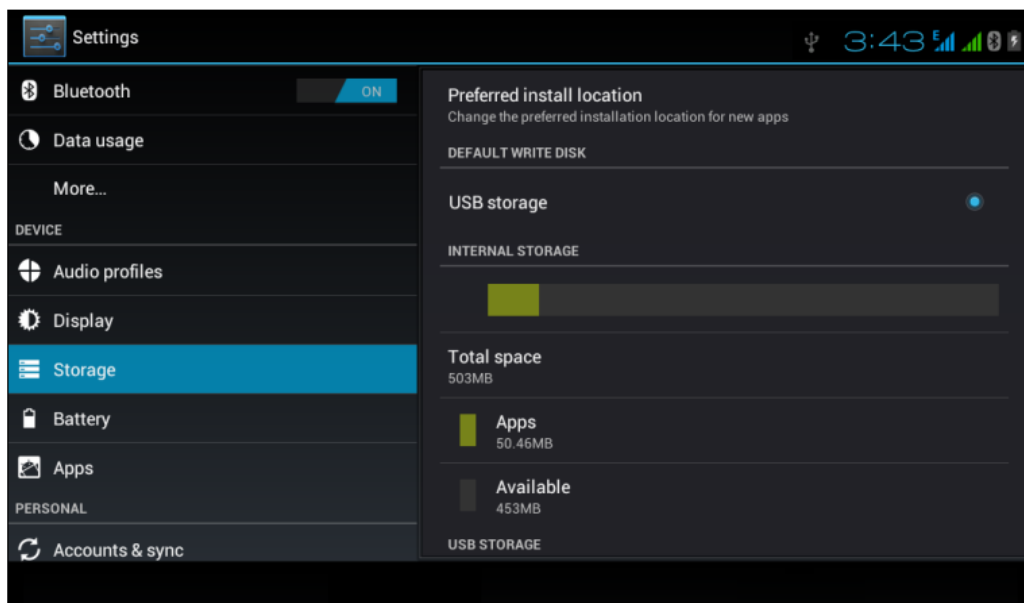 Settings
3:43
E
Bluetooth
ON
Data usage
More...
DEVICE
Audio profiles
Display
Storage
Battery
Apps
PERSONAL
Accounts & sync
Preferred install location
Change the preferred installation location for new apps
DEFAULT WRITE DISK
USB storage
INTERNAL STORAGE
Total space
503MB
Apps
50.46MB
Available
453MB
USB STORAGE